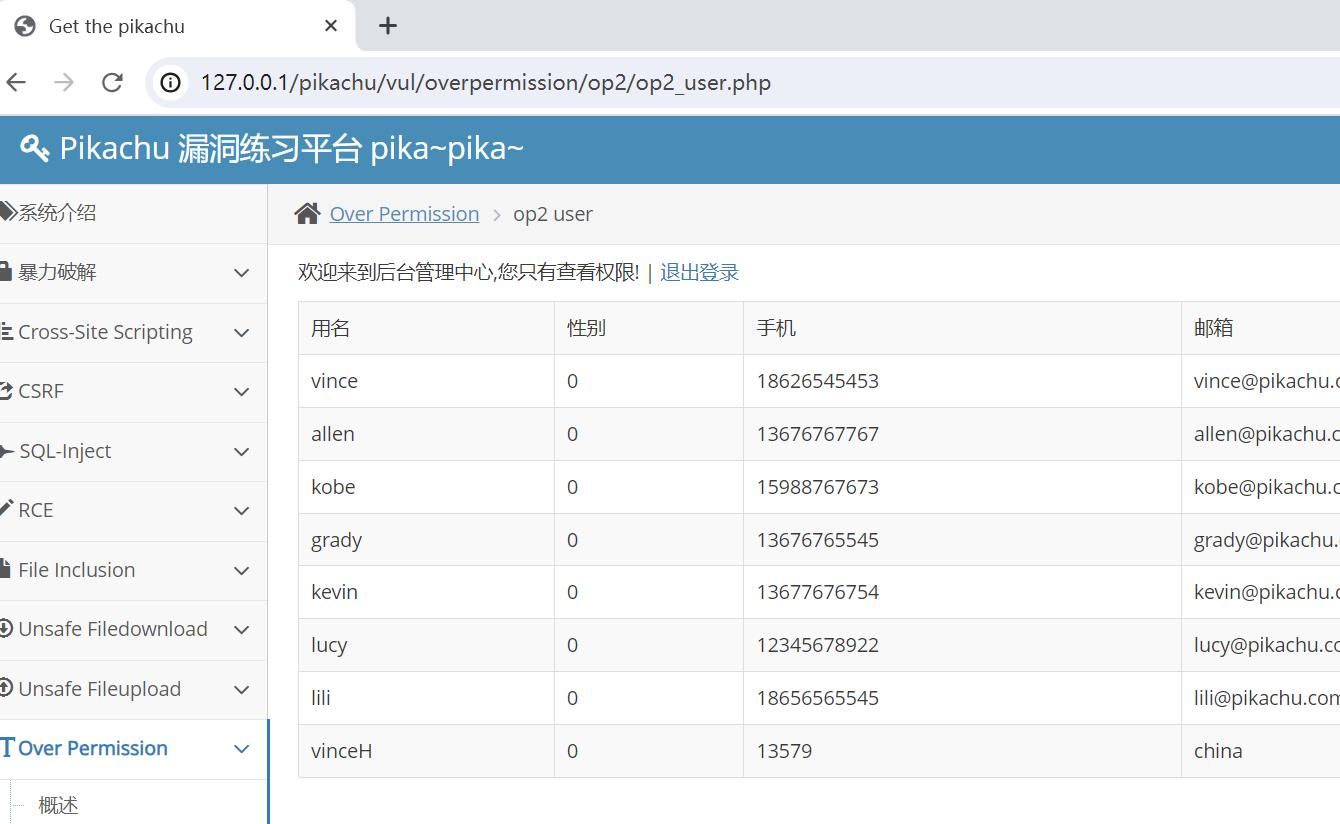 Get the pikachu
127.0.0.1/pikachu/vul/overpermission/op2/op2_user.php
Pikachu 漏洞练习平台 pika~pika~
系统介绍
暴力破解
Cross-Site Scripting
CSRF
SQL-Inject
RCE
File Inclusion
Unsafe Filedownload
Unsafe Fileupload
Over Permission
概述
Over Permission > op2 user
欢迎来到后台管理中心,您只有查看权限! | 退出登录
用名 性别 手机 邮箱
vince 0 18626545453 vince@pikachu.c
allen 0 13676767767 allen@pikachu.c
kobe 0 15988767673 kobe@pikachu.c
grady 0 13676765545 grady@pikachu.
kevin 0 13677676754 kevin@pikachu.c
lucy 0 12345678922 lucy@pikachu.co
lili 0 18656565545 lili@pikachu.com
vinceH 0 13579 china